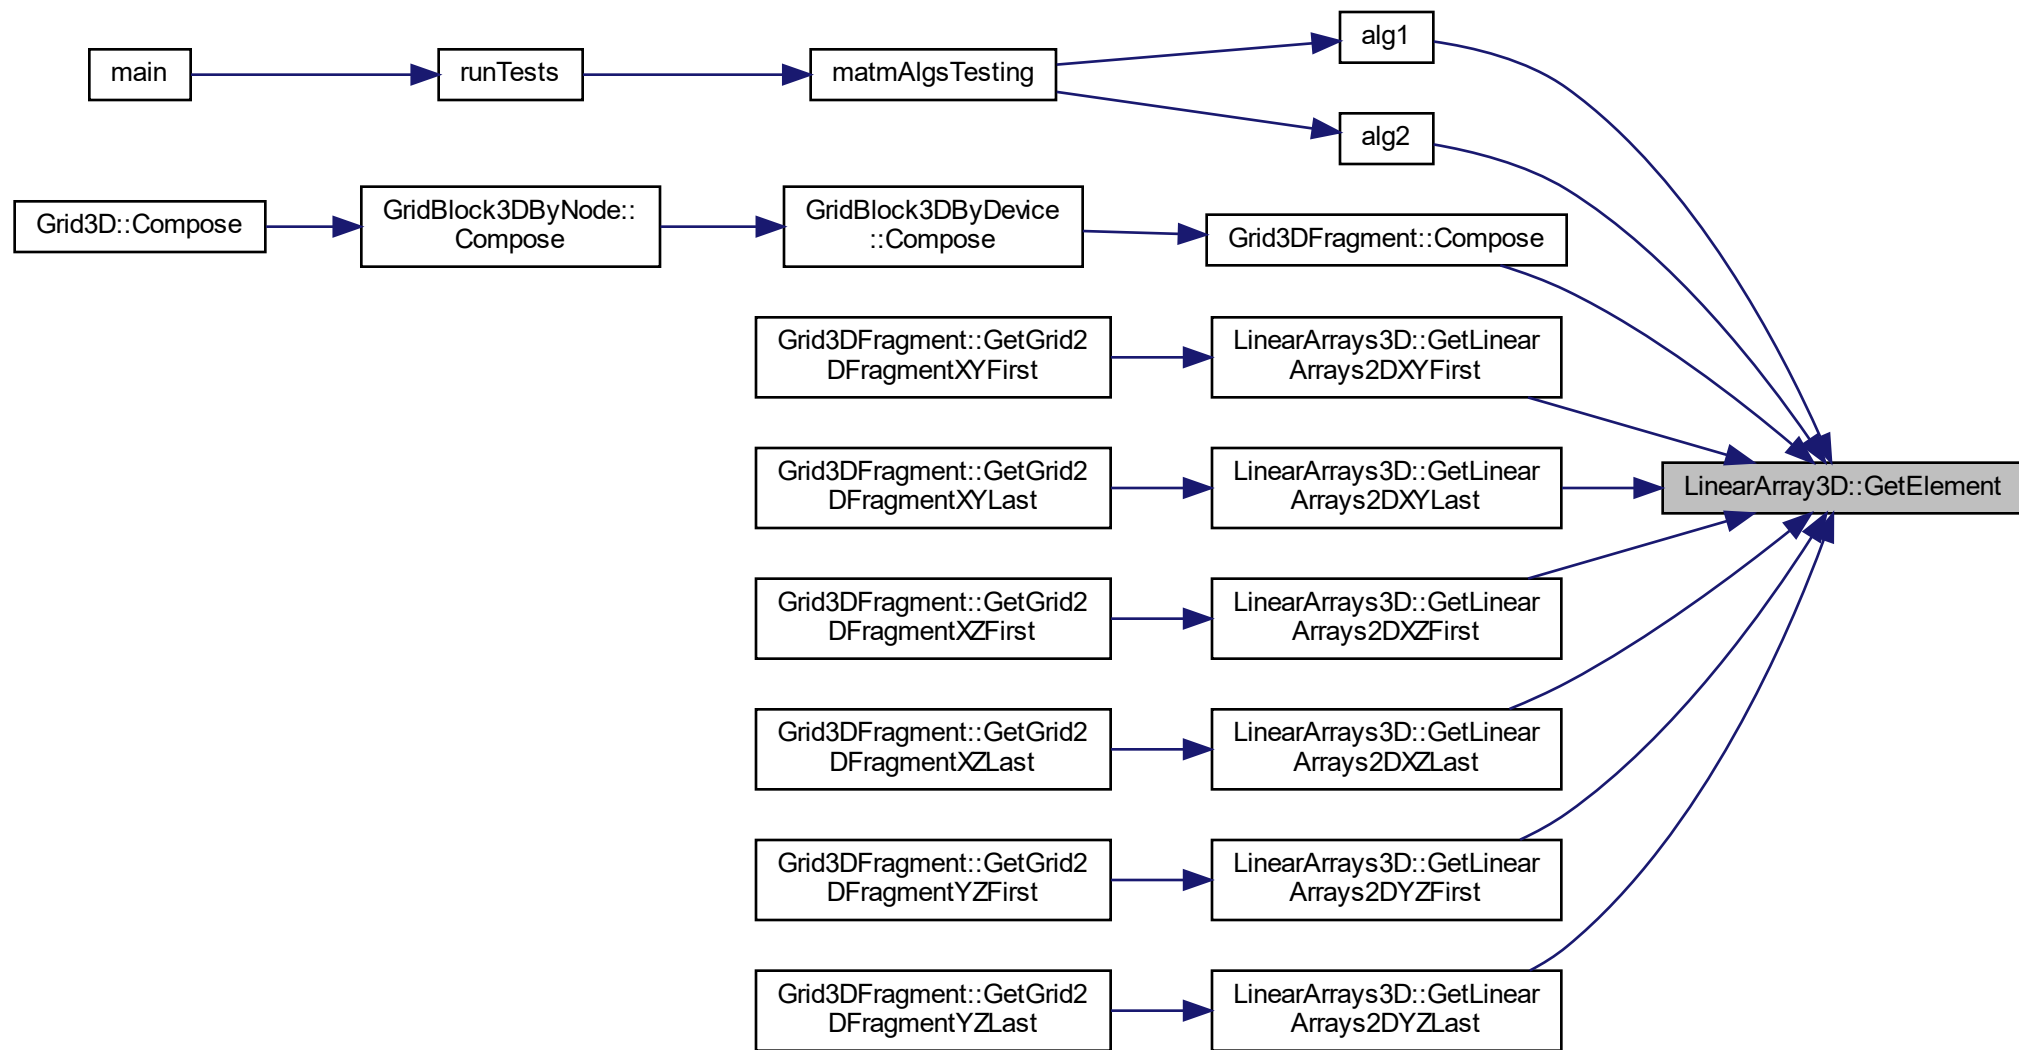 alg1
main
runTests
matmAlgsTesting
alg2
Grid3D::Compose
GridBlock3DByNode::
Compose
GridBlock3DByDevice
::Compose
Grid3DFragment::Compose
Grid3DFragment::GetGrid2
DFragmentXYFirst
LinearArrays3D::GetLinear
Arrays2DXYFirst
Grid3DFragment::GetGrid2
DFragmentXYLast
LinearArrays3D::GetLinear
Arrays2DXYLast
LinearArray3D::GetElement
Grid3DFragment::GetGrid2
DFragmentXZFirst
LinearArrays3D::GetLinear
Arrays2DXZFirst
Grid3DFragment::GetGrid2
DFragmentXZLast
LinearArrays3D::GetLinear
Arrays2DXZLast
Grid3DFragment::GetGrid2
DFragmentYZFirst
LinearArrays3D::GetLinear
Arrays2DYZFirst
Grid3DFragment::GetGrid2
DFragmentYZLast
LinearArrays3D::GetLinear
Arrays2DYZLast